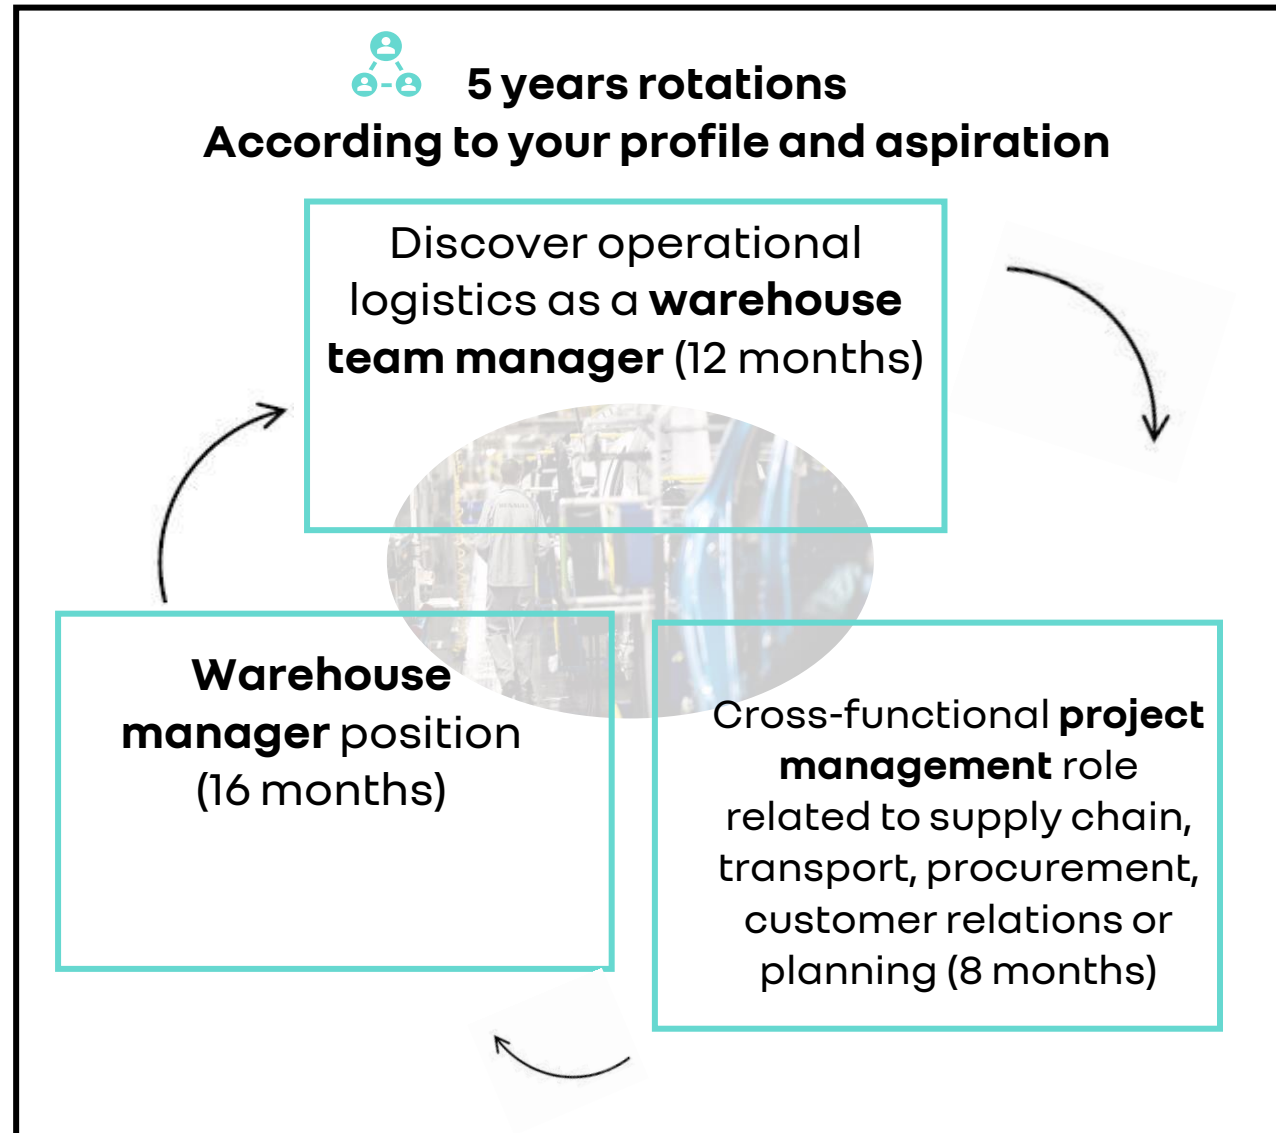 5 years rotations
According to your profile and aspiration
Discover operational
logistics as a warehouse
team manager (12 months)
Warehouse
manager position
(16 months)
Cross-functional project
management role
related to supply chain,
transport, procurement,
customer relations or
planning (8 months)